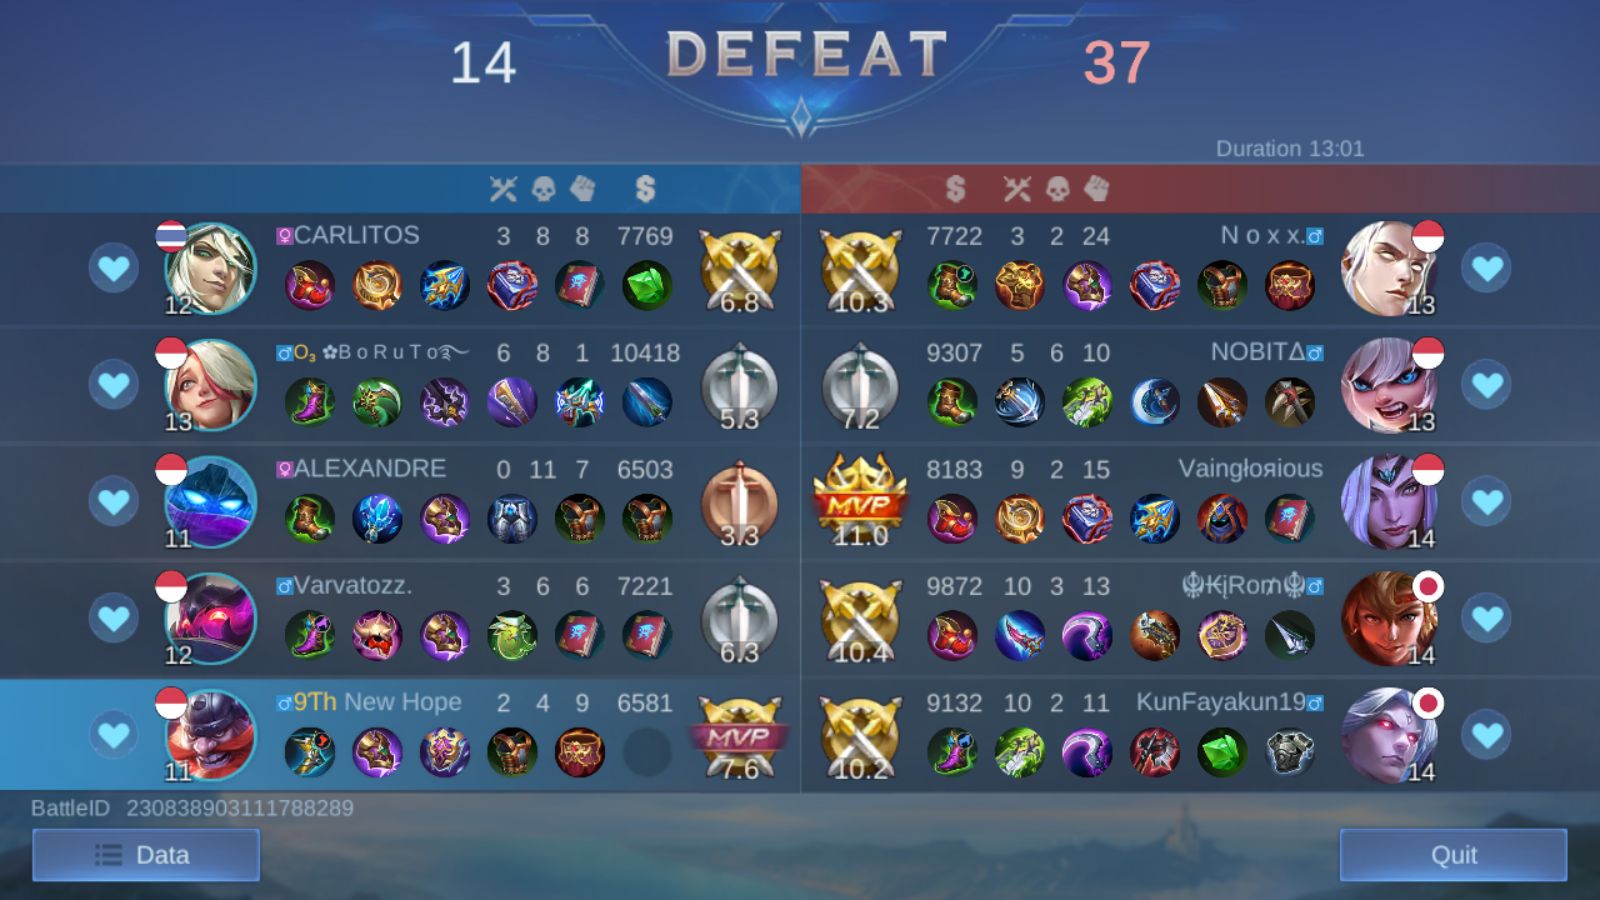 14 DEFEAT 37
Duration 13:01
CARLITOS 3 8 8 7769
12 6.8
7722 3 2 24 N o x x.
10.3 13
O₃ ✿B o R u T o 6 8 1 10418
13 5.3
9307 5 6 10 NOBITΔ
7.2 13
ALEXANDRE 0 11 7 6503
11 3.3
8183 9 2 15 Vaingłoяious
MVP 11.0 14
Varvatozz. 3 6 6 7221
12 6.3
9872 10 3 13
10.4 14
9Ƭh New Hope 2 4 9 6581
11 MVP 7.6
9132 10 2 11 KunFayakun19
10.2 14
BattleID 230838903111788289
Data
Quit